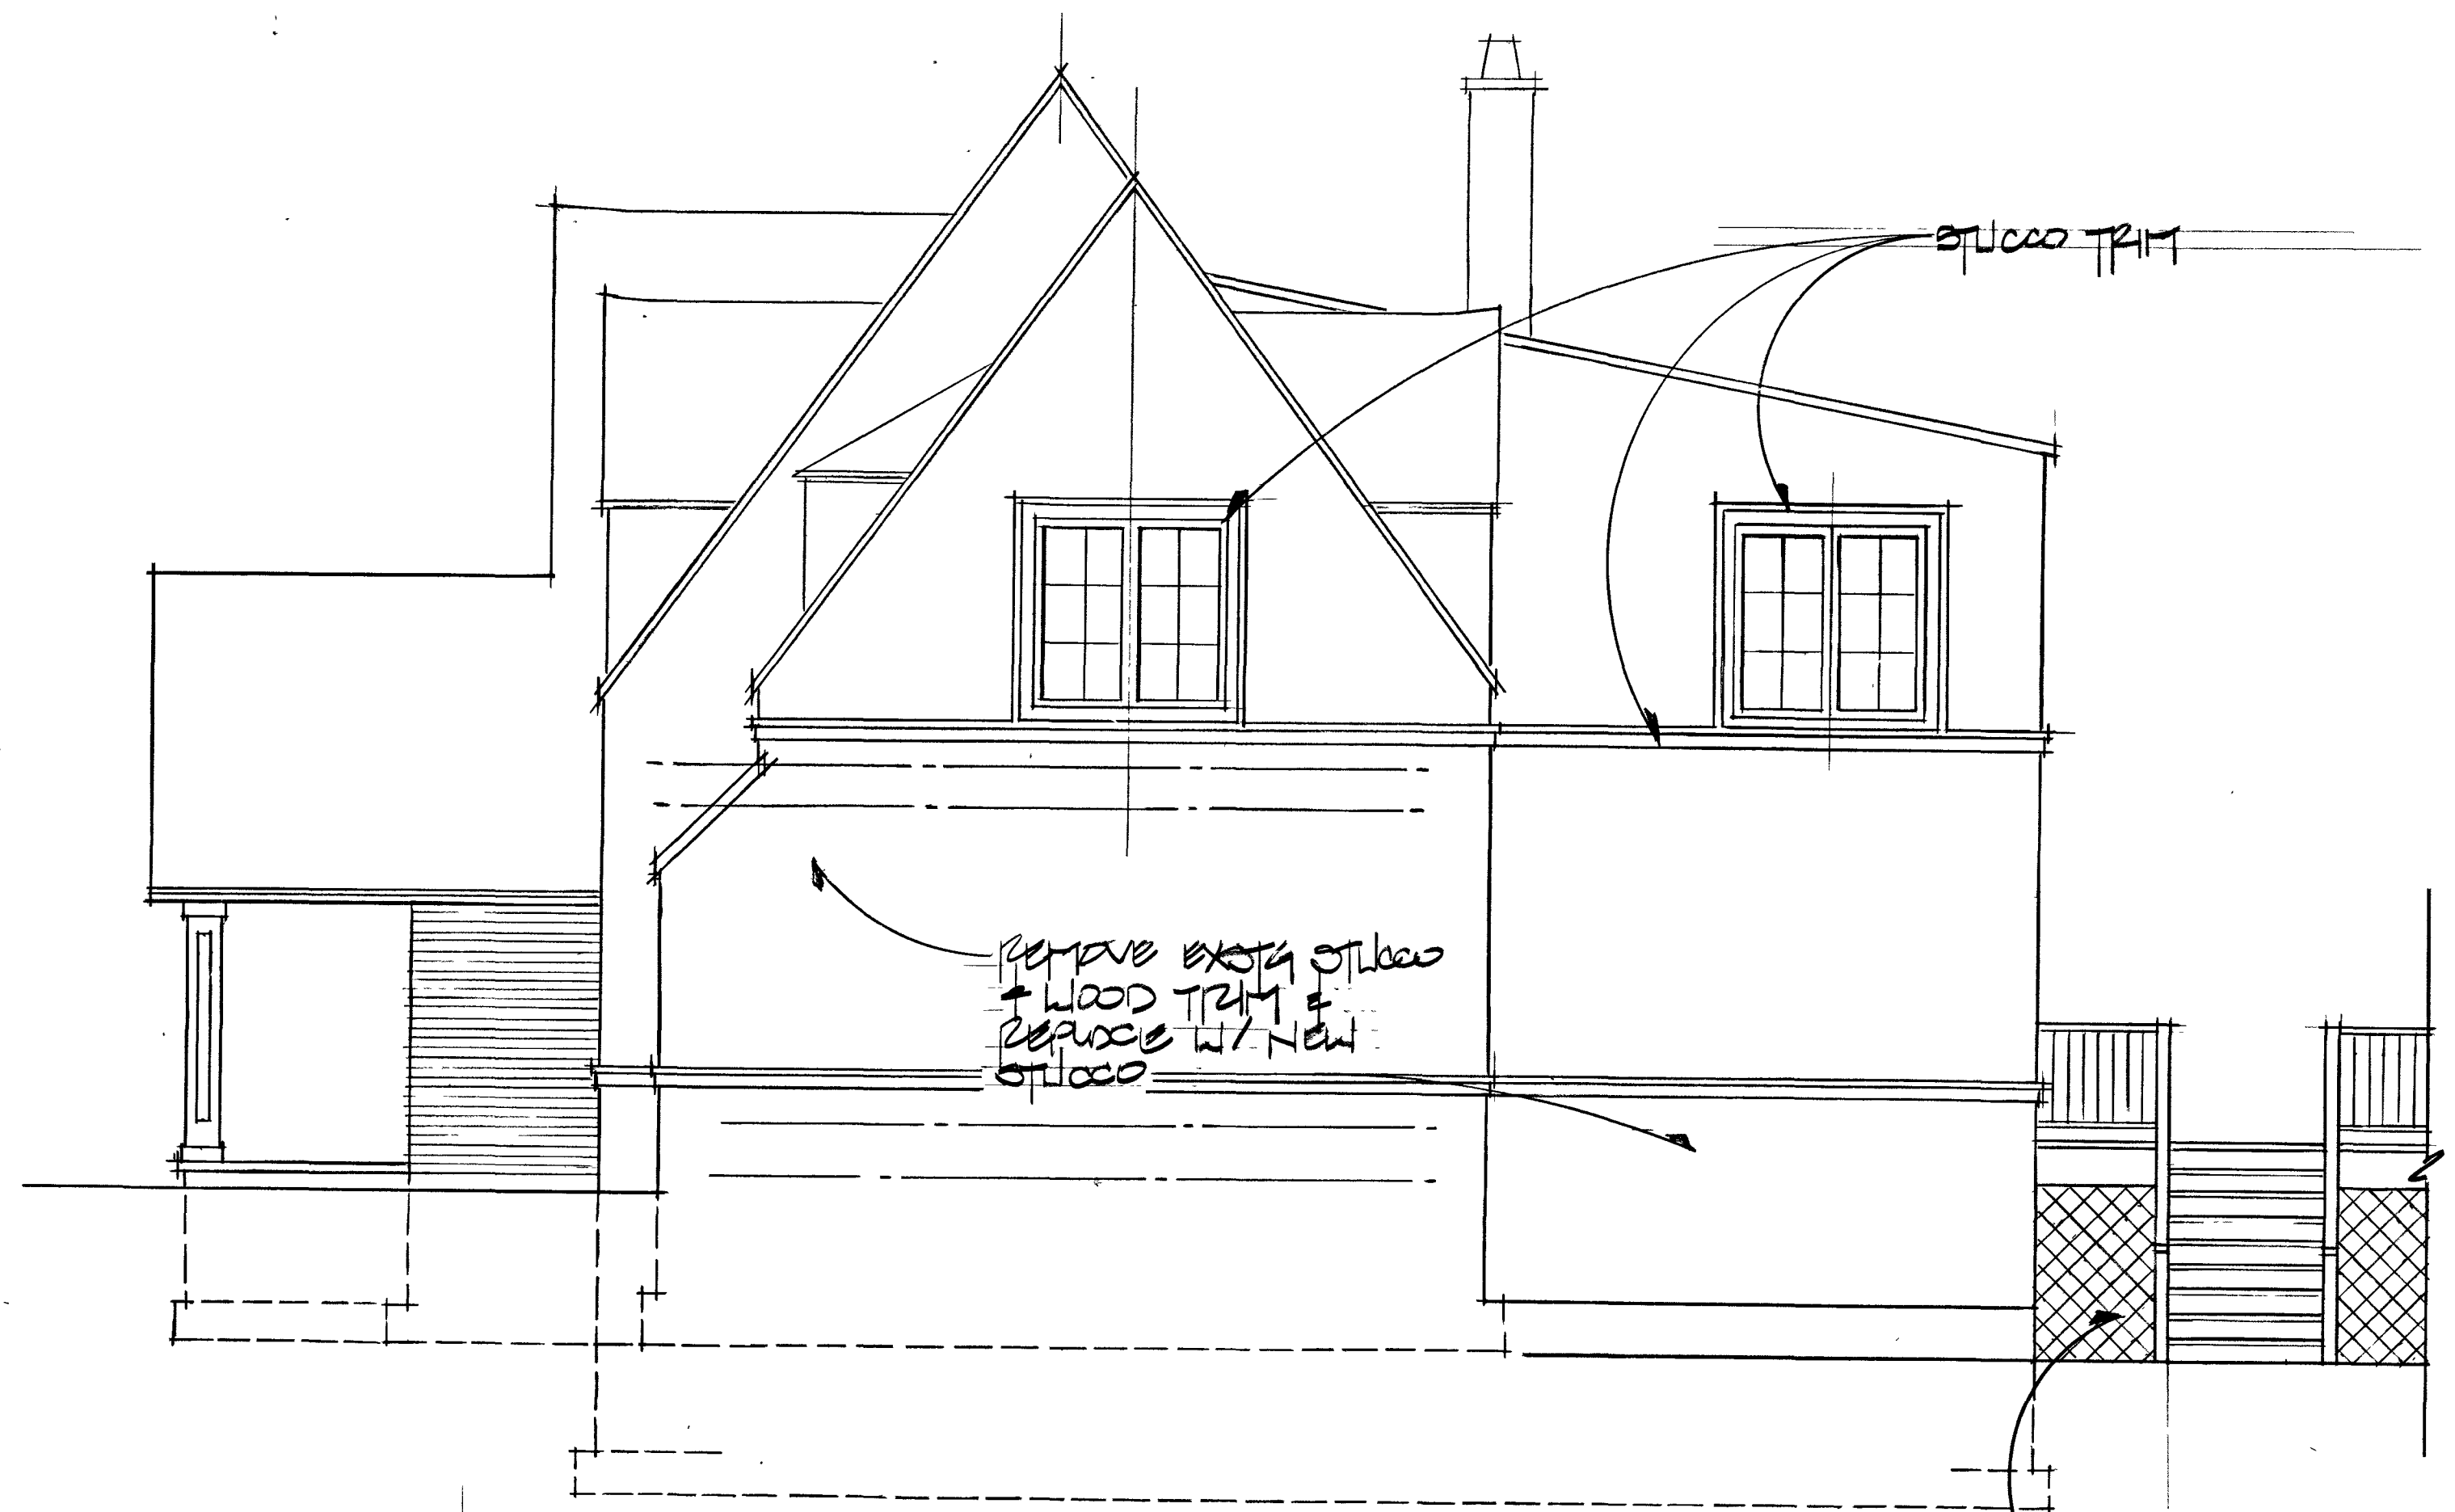 STUCCO TRIM
REMOVE EXSTG STUCCO
+ WOOD TRIM &
REPLACE W/ NEW
STUCCO